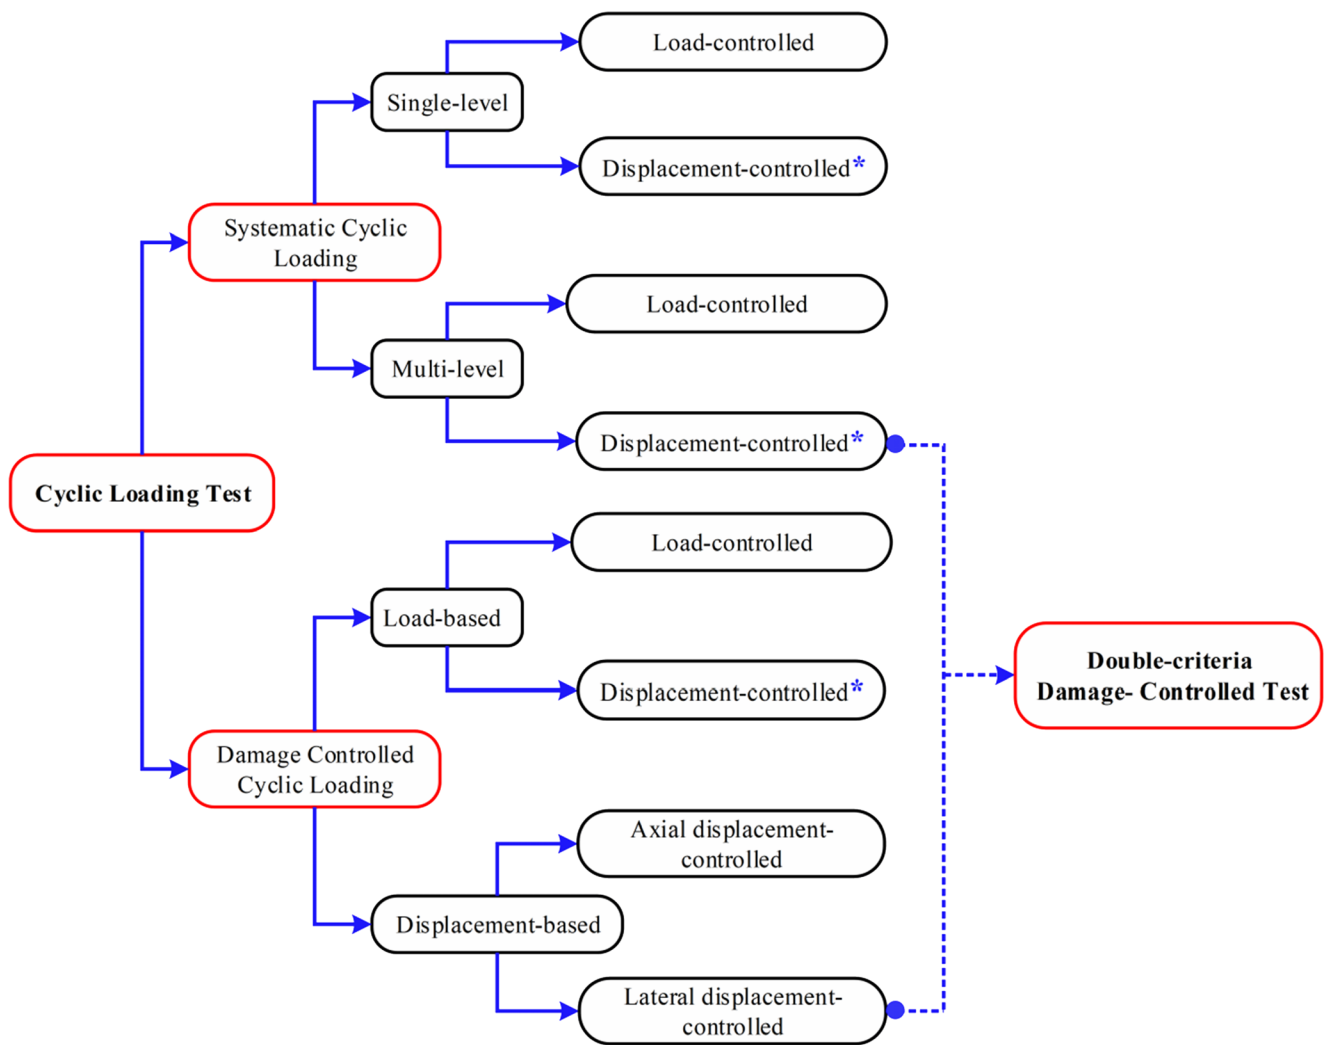 Load-controlled
Single-level
Displacement-controlled*
Systematic Cyclic
Loading
Load-controlled
Multi-level
Displacement-controlled*
Cyclic Loading Test
Load-controlled
Load-based
Displacement-controlled*
Double-criteria
Damage- Controlled Test
Damage Controlled
Cyclic Loading
Axial displacement-
controlled
Displacement-based
Lateral displacement-
controlled